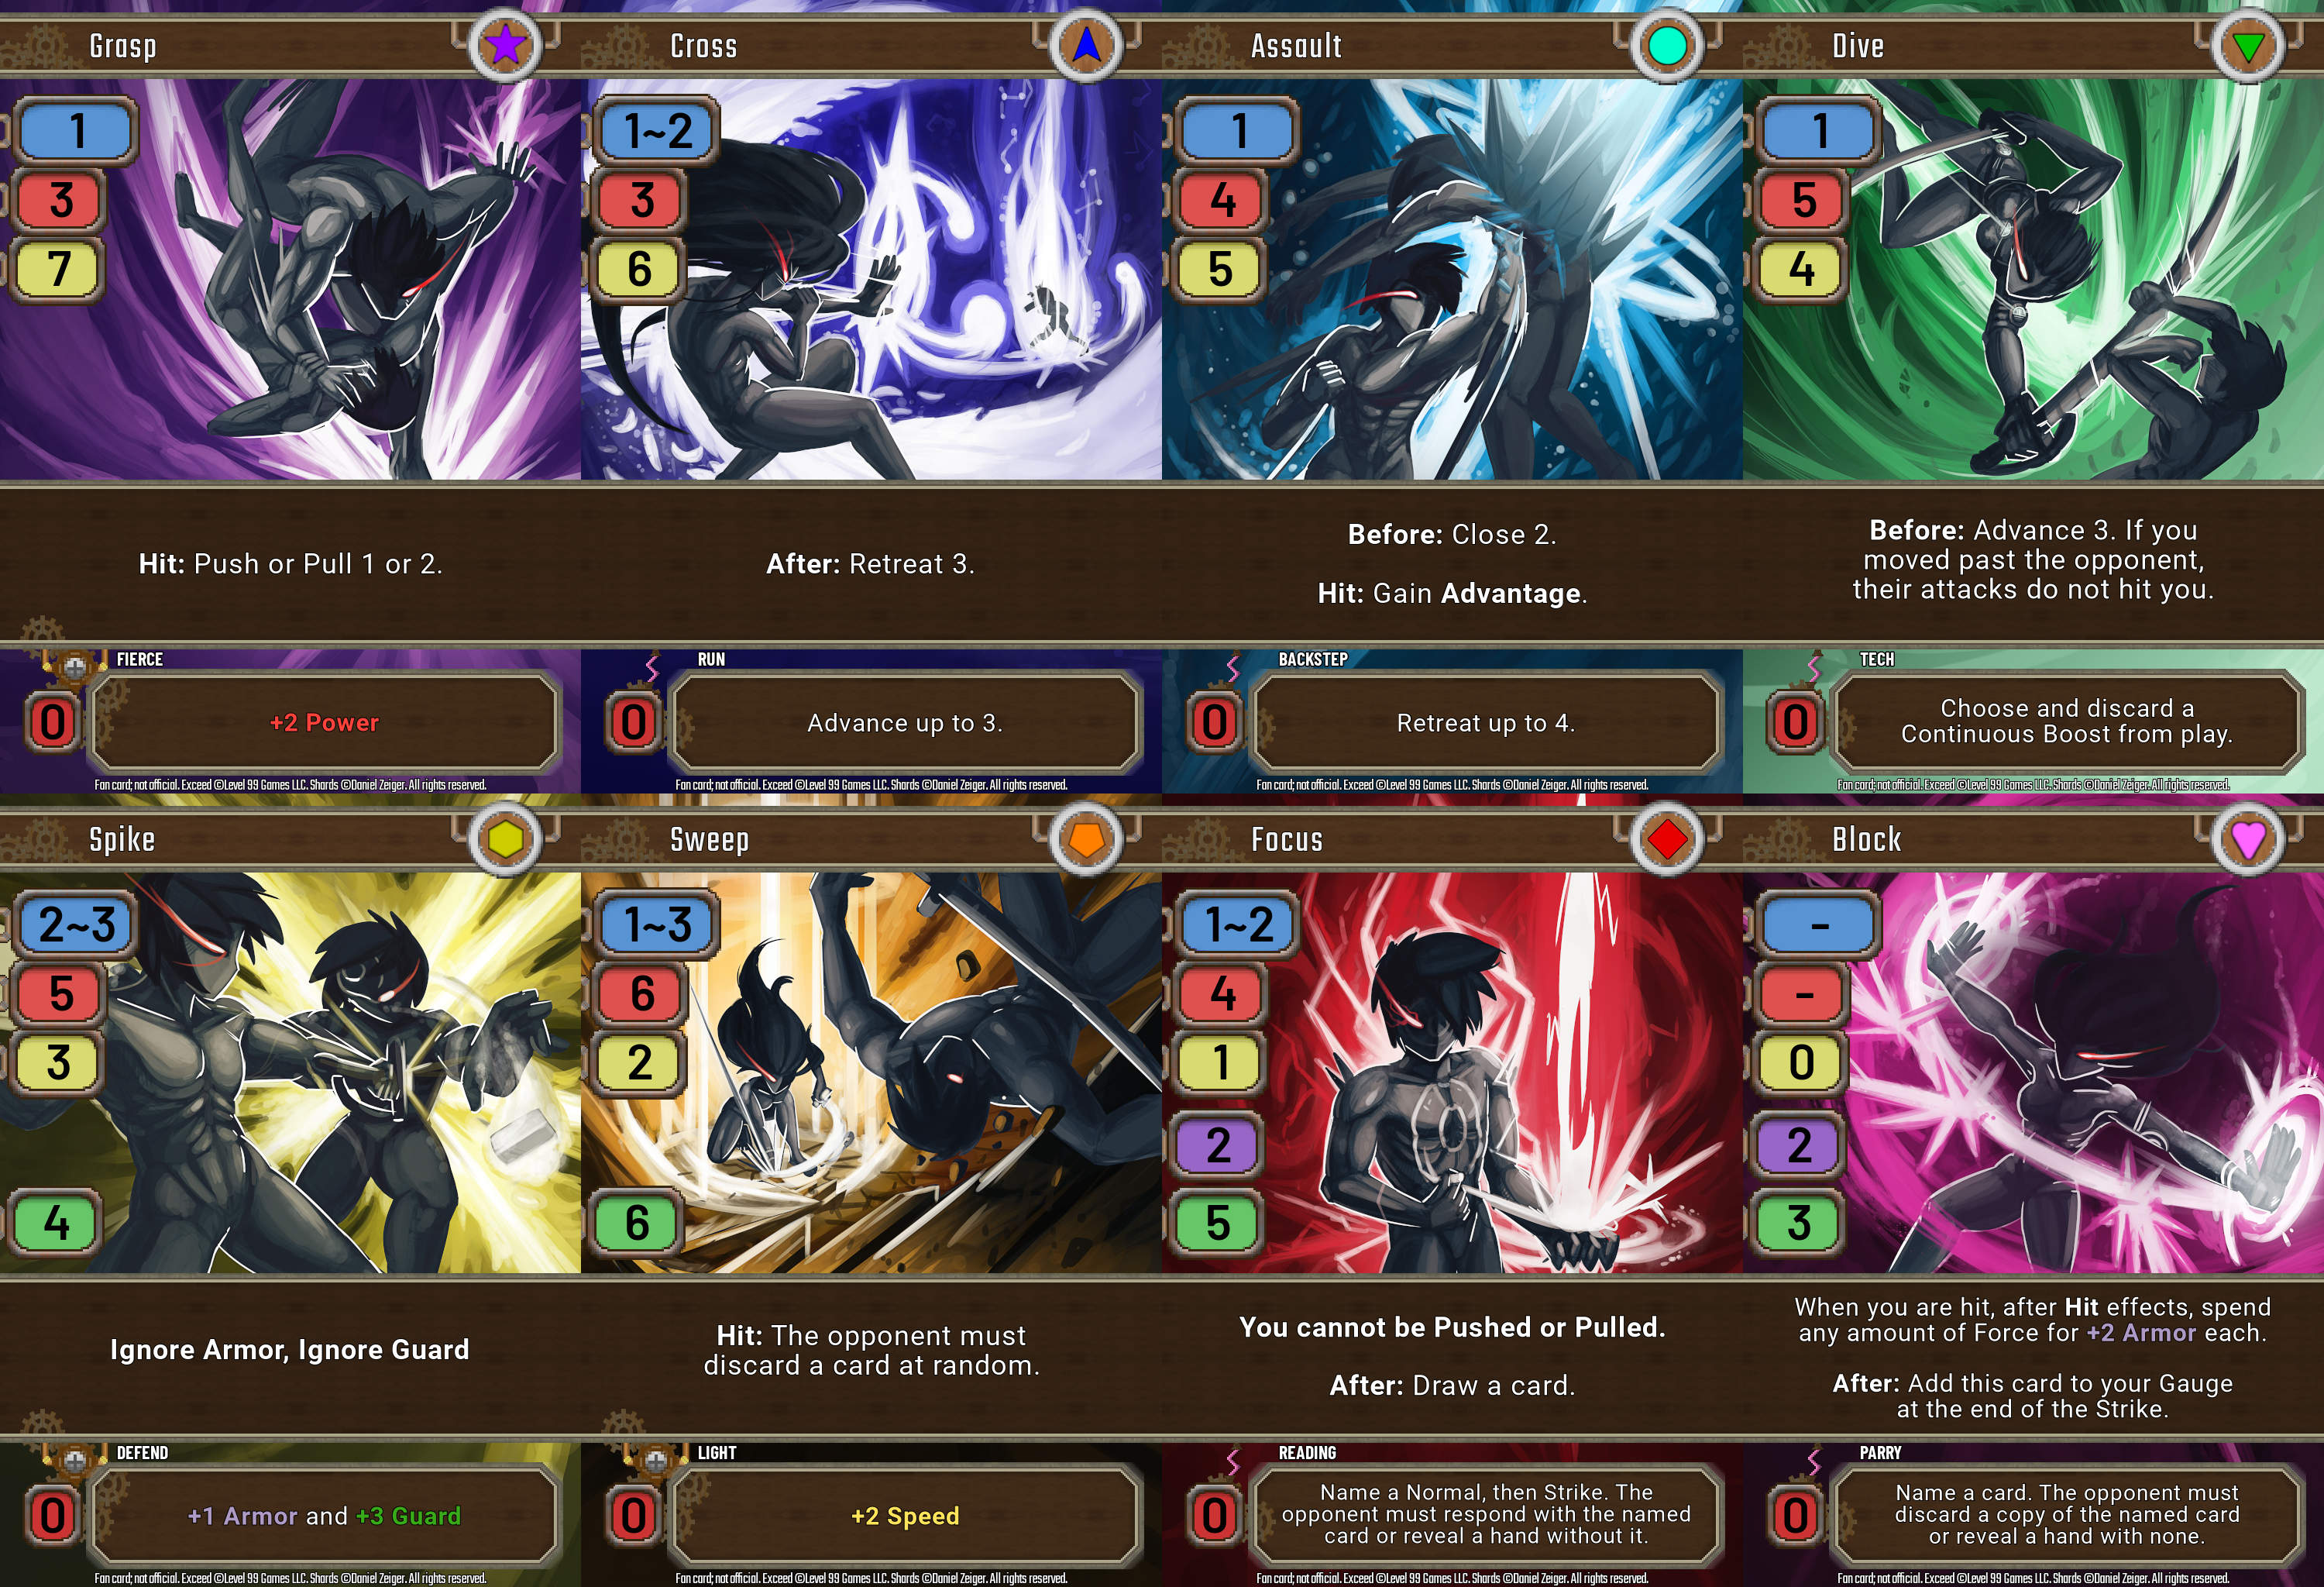 Grasp
1
3
7
Hit: Push or Pull 1 or 2.
FIERCE
0
+2 Power
Fan card; not official. Exceed ©Level 99 Games LLC. Shards ©Daniel Zeiger. All rights reserved.
Cross
1~2
3
6
After: Retreat 3.
RUN
0
Advance up to 3.
Fan card; not official. Exceed ©Level 99 Games LLC. Shards ©Daniel Zeiger. All rights reserved.
Assault
1
4
5
Before: Close 2.
Hit: Gain Advantage.
BACKSTEP
0
Retreat up to 4.
Fan card; not official. Exceed ©Level 99 Games LLC. Shards ©Daniel Zeiger. All rights reserved.
Dive
1
5
4
Before: Advance 3. If you
moved past the opponent,
their attacks do not hit you.
TECH
0
Choose and discard a
Continuous Boost from play.
Fan card; not official. Exceed ©Level 99 Games LLC. Shards ©Daniel Zeiger. All rights reserved.
Spike
2~3
5
3
4
Ignore Armor, Ignore Guard
DEFEND
0
+1 Armor and +3 Guard
Fan card; not official. Exceed ©Level 99 Games LLC. Shards ©Daniel Zeiger. All rights reserved.
Sweep
1~3
6
2
6
Hit: The opponent must
discard a card at random.
LIGHT
0
+2 Speed
Fan card; not official. Exceed ©Level 99 Games LLC. Shards ©Daniel Zeiger. All rights reserved.
Focus
1~2
4
1
2
5
You cannot be Pushed or Pulled.
After: Draw a card.
READING
0
Name a Normal, then Strike. The
opponent must respond with the named
card or reveal a hand without it.
Fan card; not official. Exceed ©Level 99 Games LLC. Shards ©Daniel Zeiger. All rights reserved.
Block
-
-
0
2
3
When you are hit, after Hit effects, spend
any amount of Force for +2 Armor each.
After: Add this card to your Gauge
at the end of the Strike.
PARRY
0
Name a card. The opponent must
discard a copy of the named card
or reveal a hand with none.
Fan card; not official. Exceed ©Level 99 Games LLC. Shards ©Daniel Zeiger. All rights reserved.